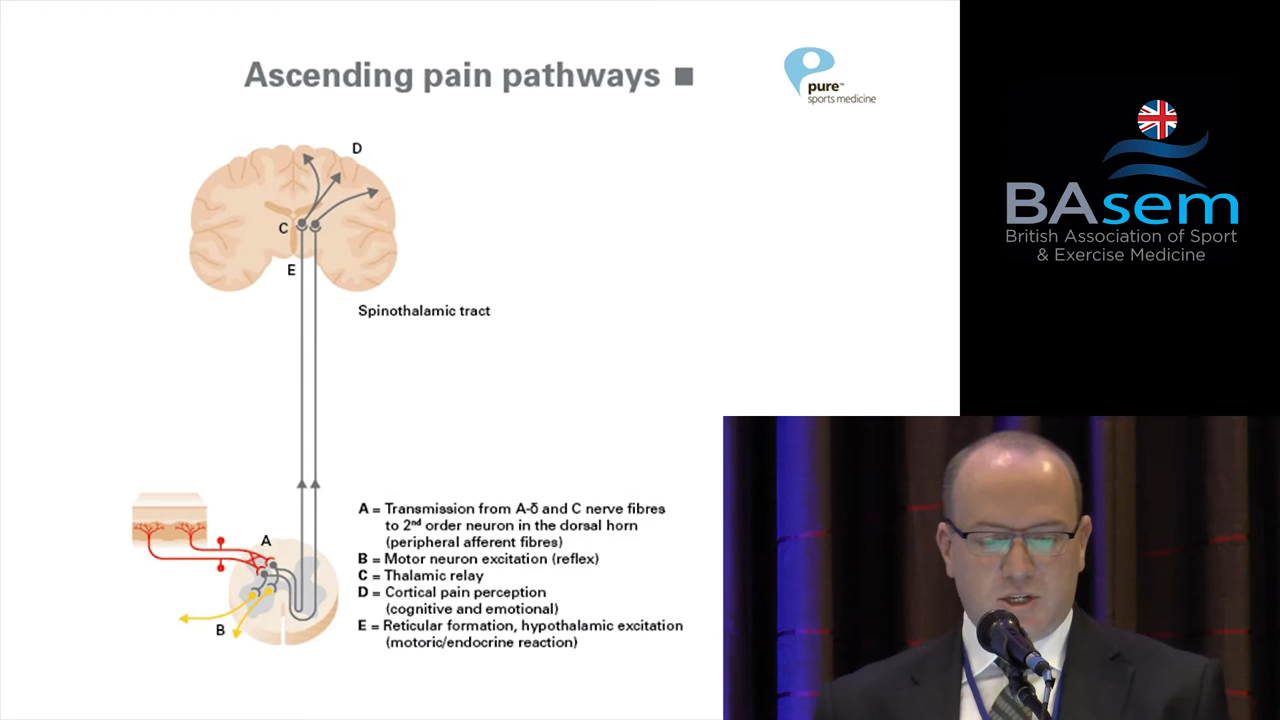 Ascending pain pathways
pure™
sports medicine
D
C
E
Spinothalamic tract
A
B
A = Transmission from A-δ and C nerve fibres
to 2nd order neuron in the dorsal horn
(peripheral afferent fibres)
B = Motor neuron excitation (reflex)
C = Thalamic relay
D = Cortical pain perception
(cognitive and emotional)
E = Reticular formation, hypothalamic excitation
(motoric/endocrine reaction)
BAsem
British Association of Sport
& Exercise Medicine